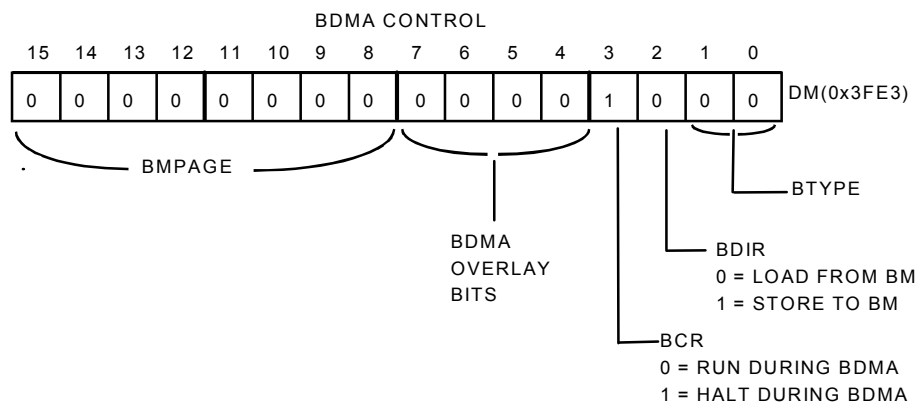 BDMA CONTROL
15 14 13 12 11 10 9 8 7 6 5 4 3 2 1 0
0 0 0 0 0 0 0 0 0 0 0 0 1 0 0 0 DM(0x3FE3)
BMPAGE
BTYPE
BDMA
OVERLAY
BITS
BDIR
0 = LOAD FROM BM
1 = STORE TO BM
BCR
0 = RUN DURING BDMA
1 = HALT DURING BDMA